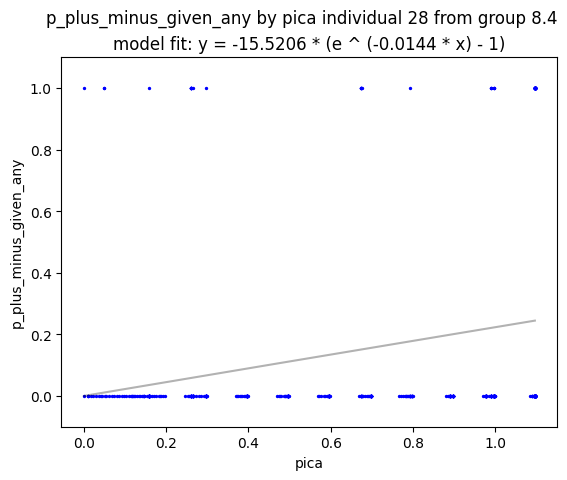 p_plus_minus_given_any by pica individual 28 from group 8.4
model fit: y = -15.5206 * (e ^ (-0.0144 * x) - 1)
1.0
0.8
0.6
0.4
0.2
0.0
p_plus_minus_given_any
0.0 0.2 0.4 0.6 0.8 1.0
pica